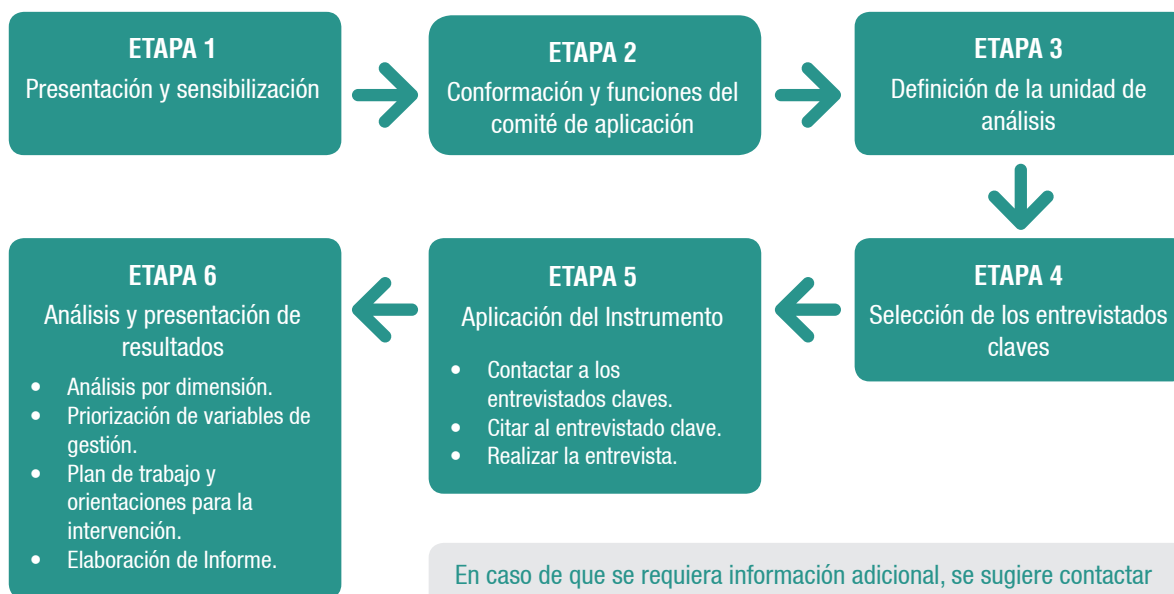 ETAPA 1
Presentación y sensibilización
ETAPA 2
Conformación y funciones del
comité de aplicación
ETAPA 3
Definición de la unidad de
análisis
ETAPA 4
Selección de los entrevistados
claves
ETAPA 5
Aplicación del Instrumento
• Contactar a los
entrevistados claves.
• Citar al entrevistado clave.
• Realizar la entrevista.
ETAPA 6
Análisis y presentación de
resultados
• Análisis por dimensión.
• Priorización de variables de
gestión.
• Plan de trabajo y
orientaciones para la
intervención.
• Elaboración de Informe.
En caso de que se requiera información adicional, se sugiere contactar